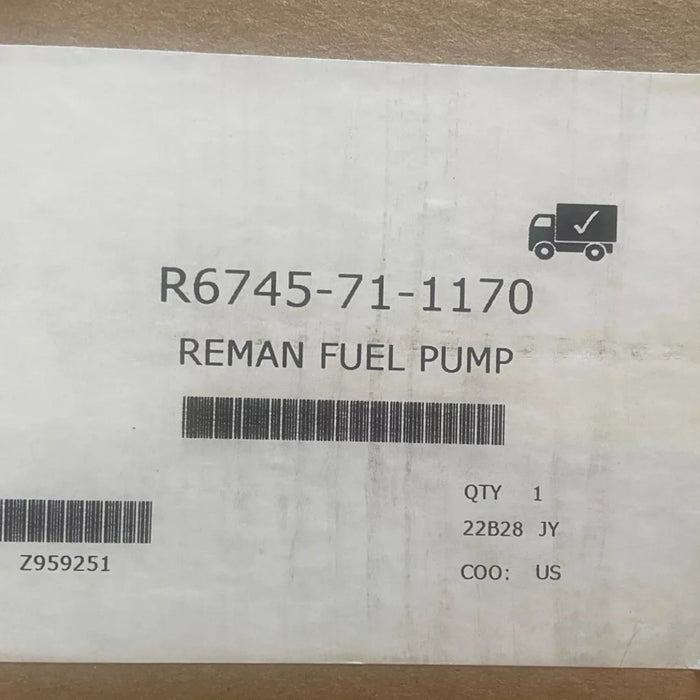 R6745-71-1170
REMAN FUEL PUMP
QTY 1
22B28 JY
Z959251
COO: US